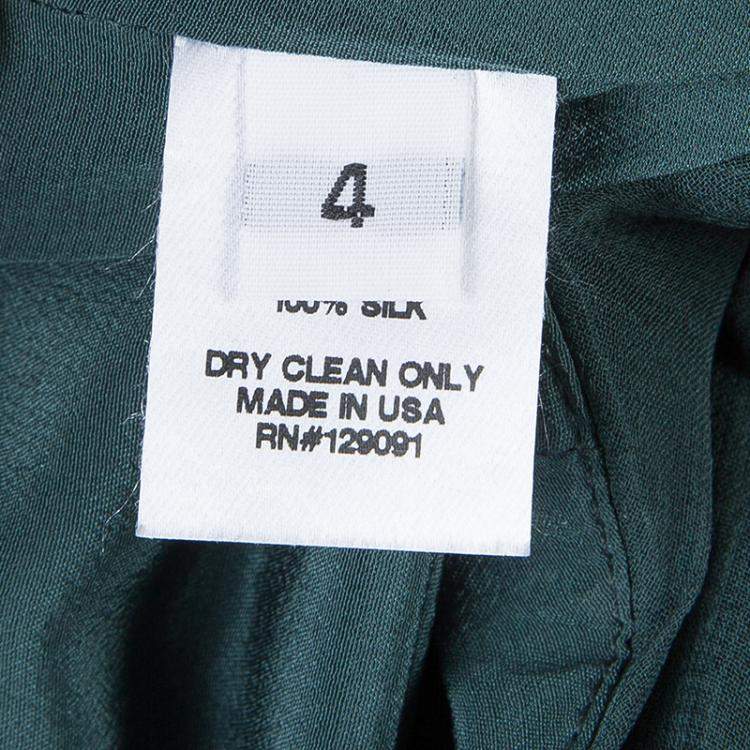 4
100% SILK
DRY CLEAN ONLY
MADE IN USA
RN#129091